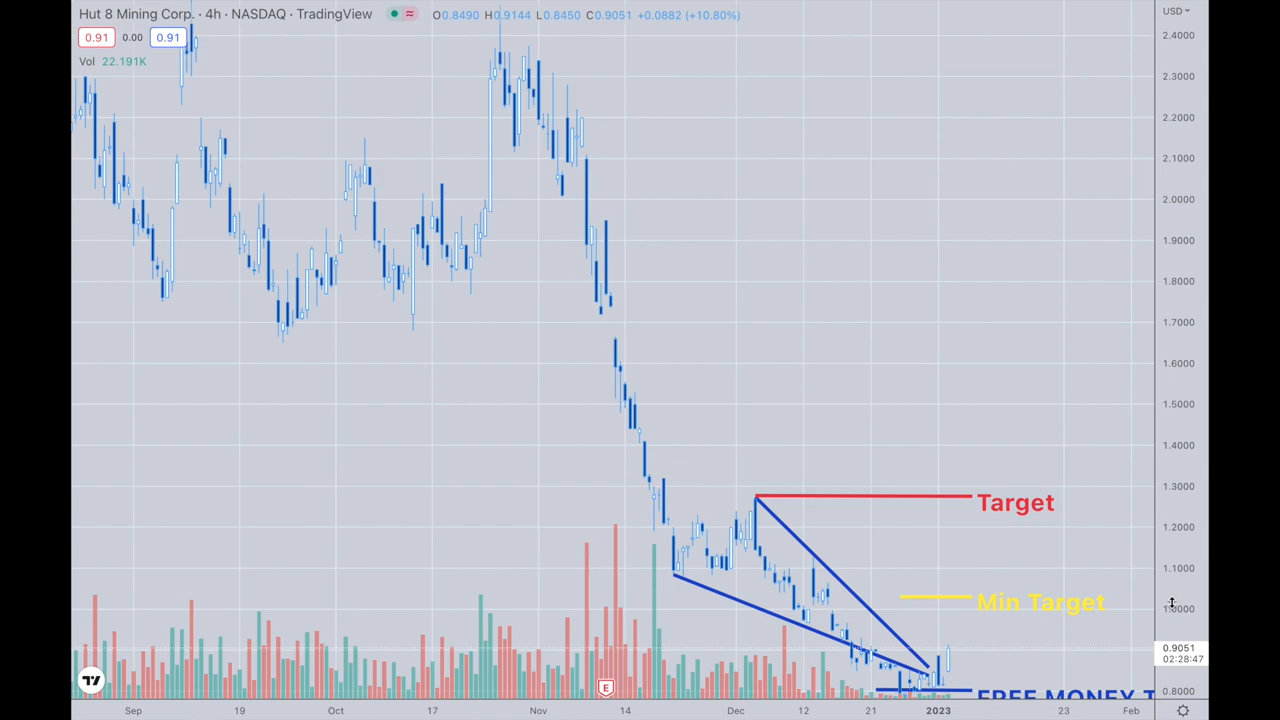 Hut 8 Mining Corp. · 4h · NASDAQ · TradingView
O0.8490 H0.9144 L0.8450 C0.9051 +0.0882 (+10.80%)
USD
0.91 0.00 0.91
Vol 22.191K
2.4000
2.3000
2.2000
2.1000
2.0000
1.9000
1.8000
1.7000
1.6000
1.5000
1.4000
1.3000
Target
1.2000
1.1000
Min Target
0.9051
02:28:47
E
0.8000
FREE MONEY T
Sep 19 Oct 17 Nov 14 Dec 12 21 2023 23 Feb